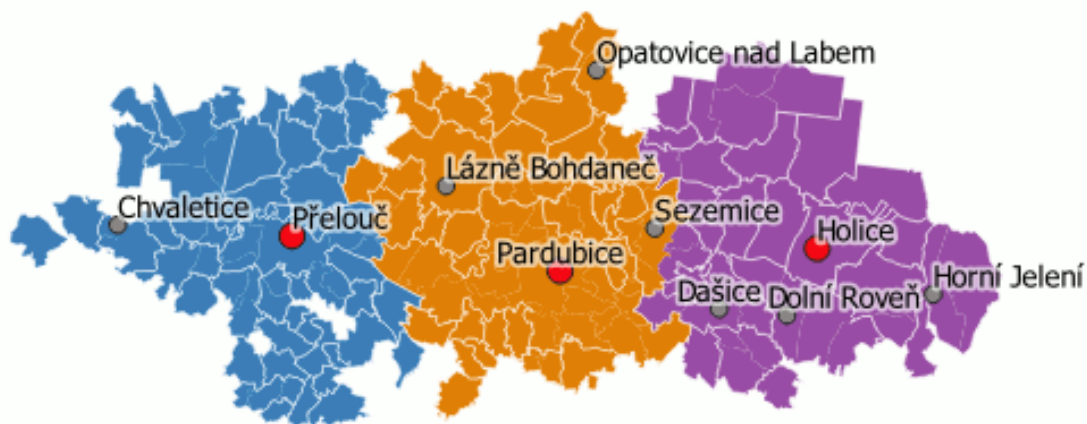 Opatovice nad Labem
Lázně Bohdaneč
Chvaletice
Přelouč
Sezemice
Pardubice
Holice
Horní Jelení
Dašice
Dolní Roveň